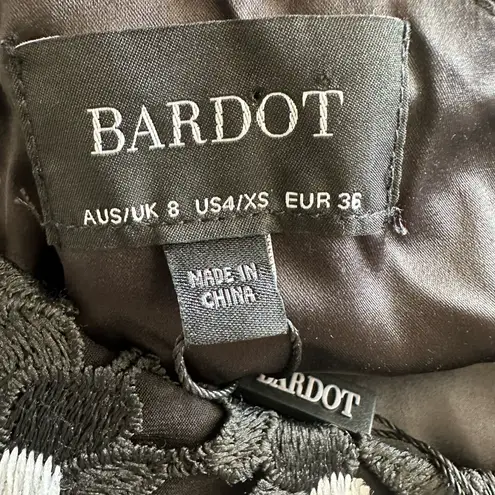 BARDOT
AUS/UK 8 US4/XS EUR 36
MADE IN
CHINA
BARDOT